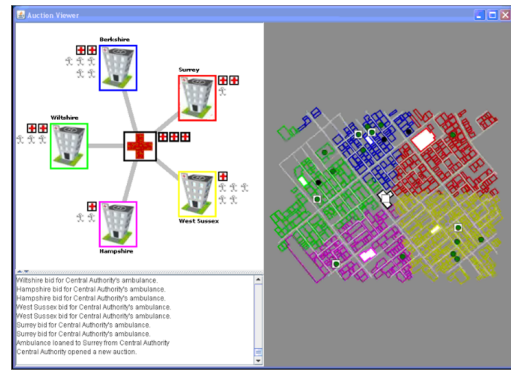 Auction Viewer
Berkshire
Surrey
Wiltshire
West Sussex
Hampshire
Wiltshire bid for Central Authority's ambulance.
Hampshire bid for Central Authority's ambulance.
Hampshire bid for Central Authority's ambulance.
West Sussex bid for Central Authority's ambulance.
West Sussex bid for Central Authority's ambulance.
Surrey bid for Central Authority's ambulance.
Surrey bid for Central Authority's ambulance.
Ambulance loaned to Surrey from Central Authority
Central Authority opened a new auction.